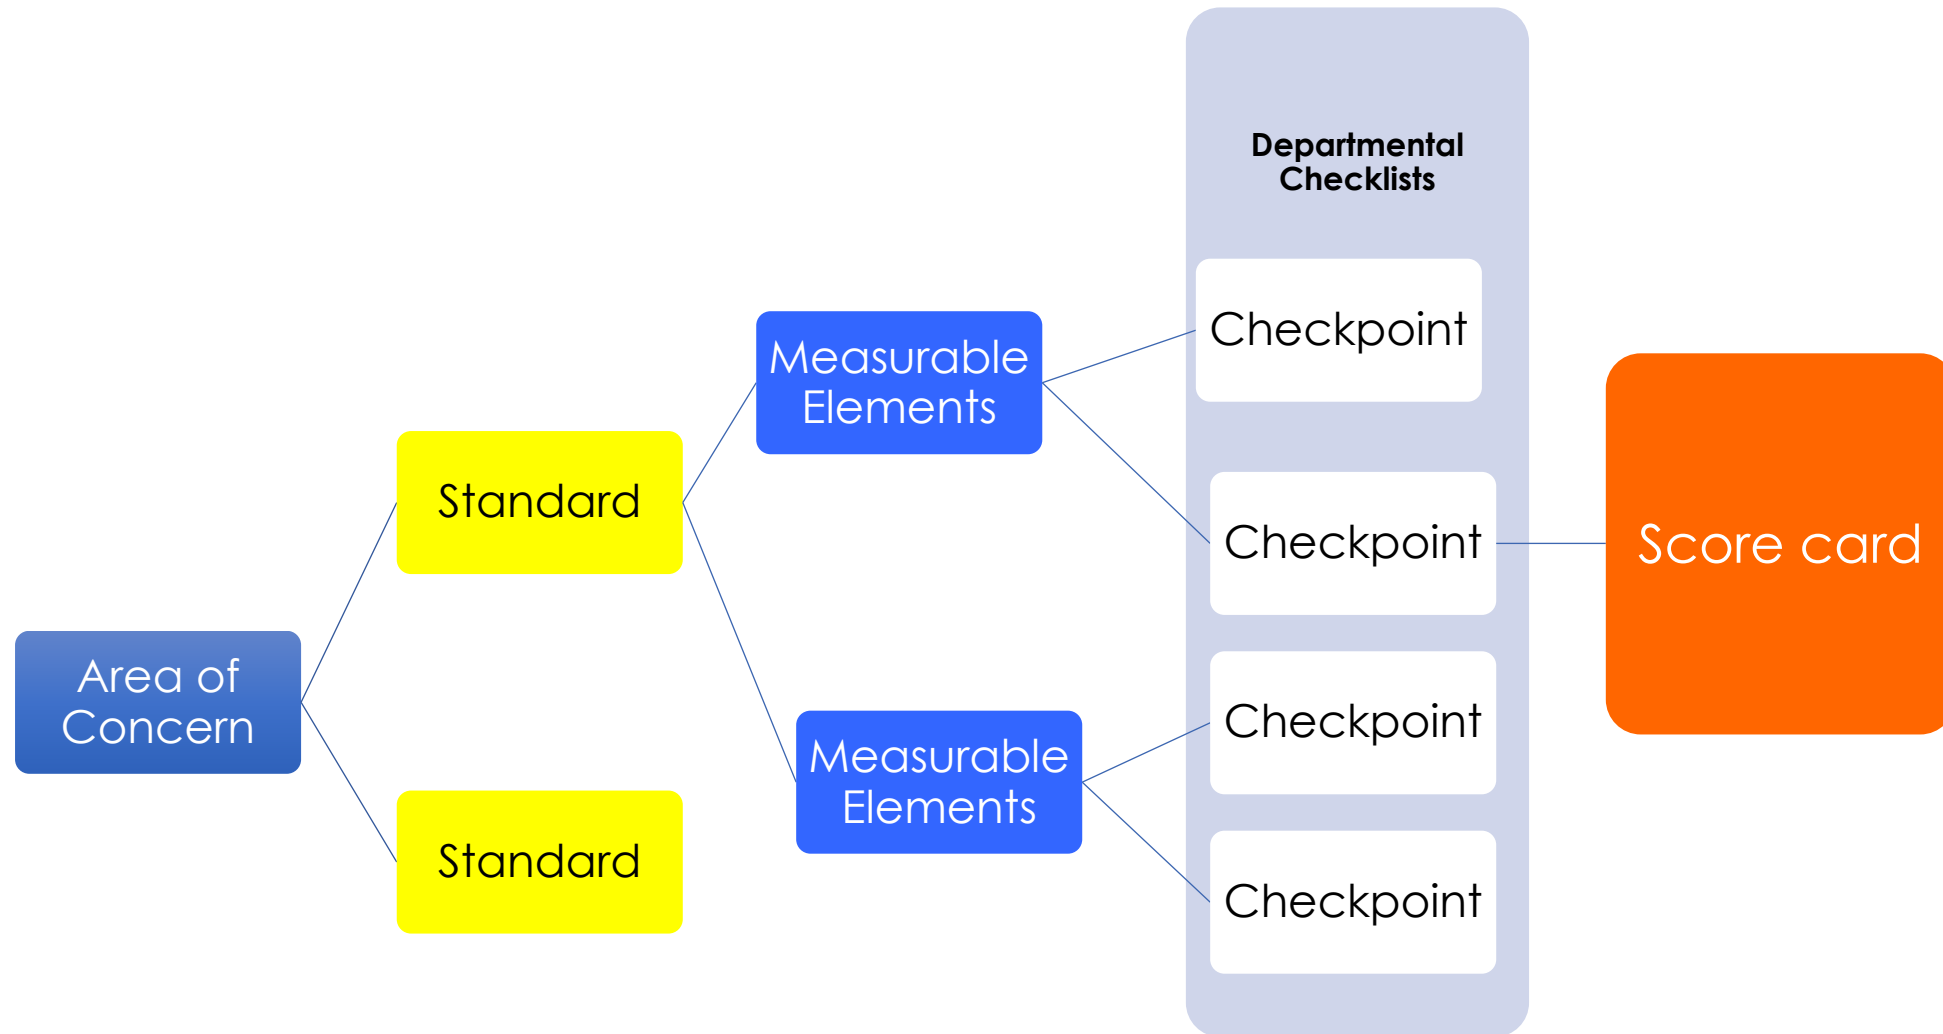 Area of
Concern
Standard
Standard
Measurable
Elements
Measurable
Elements
Departmental
Checklists
Checkpoint
Checkpoint
Checkpoint
Checkpoint
Score card